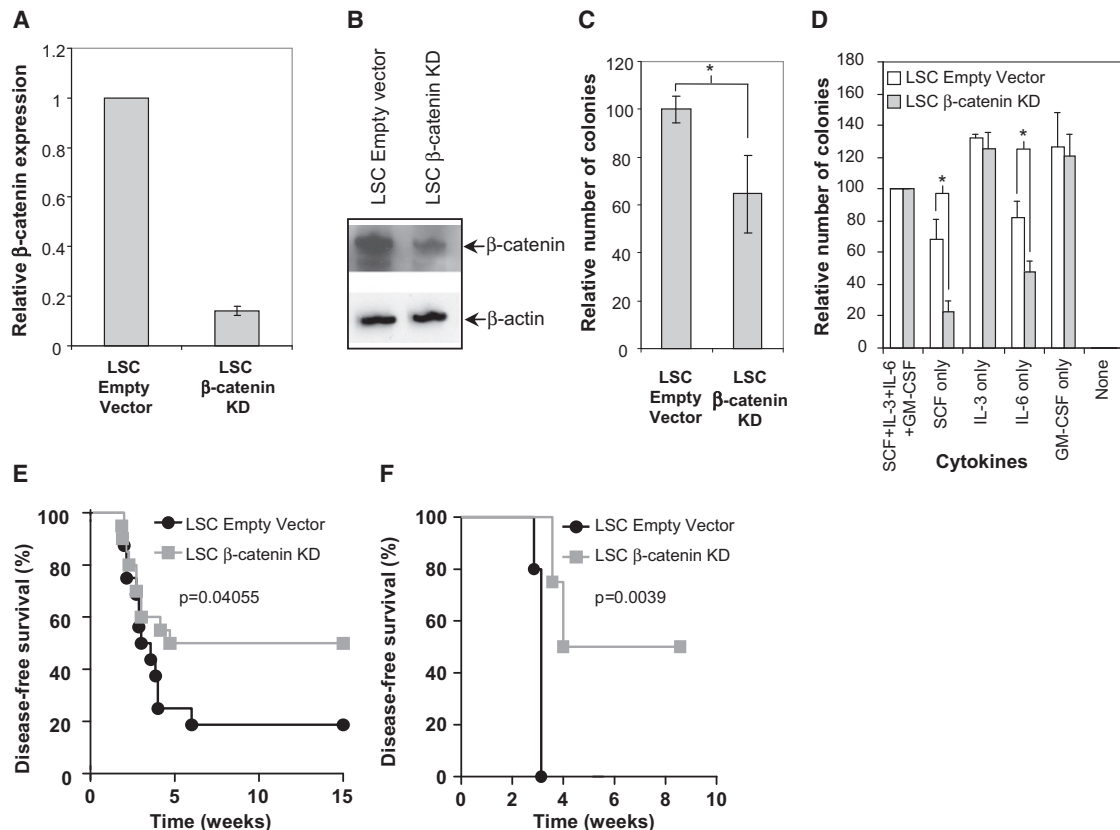 A
Relative β-catenin expression
1.2
1
0.8
0.6
0.4
0.2
0
LSC
Empty
Vector
LSC
β-catenin
KD
B
LSC Empty vector
LSC β-catenin KD
β-catenin
β-actin
C
Relative number of colonies
140
120
100
80
60
40
20
0
*
LSC
Empty
Vector
LSC
β-catenin
KD
D
Relative number of colonies
180
160
140
120
100
80
60
40
20
0
LSC Empty Vector
LSC β-catenin KD
*
*
SCF+IL-3+IL-6
+GM-CSF
SCF only
IL-3 only
IL-6 only
GM-CSF only
None
Cytokines
E
Disease-free survival (%)
100
80
60
40
20
0
LSC Empty Vector
LSC β-catenin KD
p=0.04055
0
5
10
15
Time (weeks)
F
Disease-free survival (%)
100
80
60
40
20
0
LSC Empty Vector
LSC β-catenin KD
p=0.0039
0
2
4
6
8
10
Time (weeks)